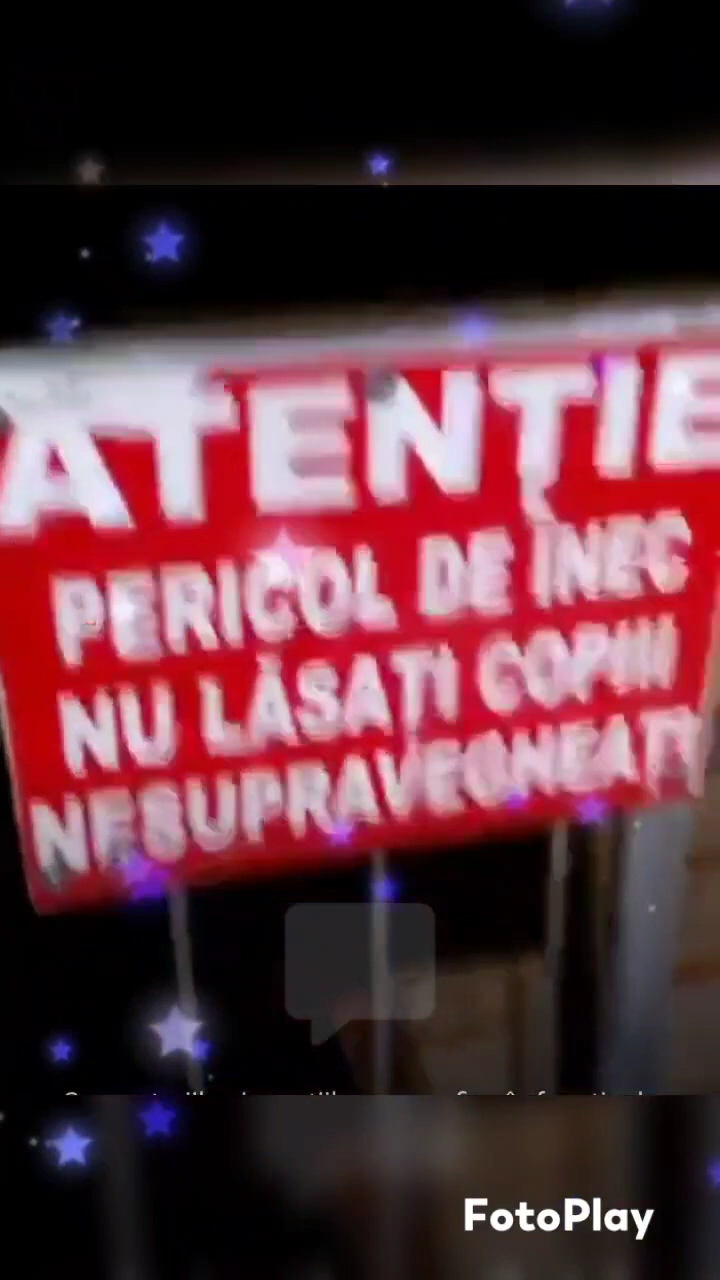 ATENȚIE
PERICOL DE ÎNEC
NU LĂSAȚI COPIII
NESUPRAVEGHEAȚI
FotoPlay